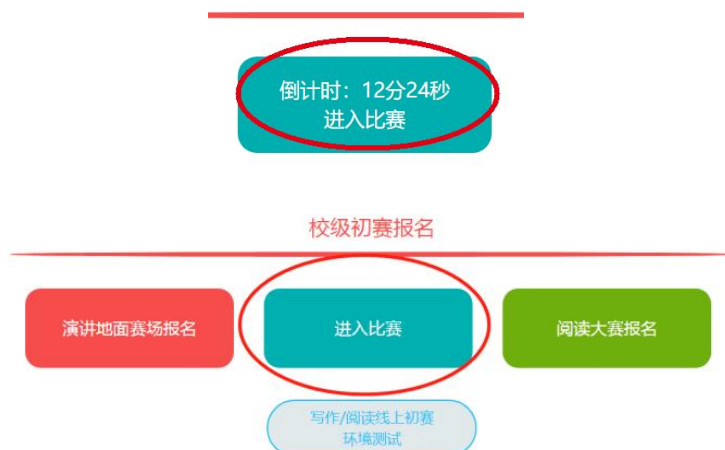 倒计时：12分24秒
进入比赛
校级初赛报名
演讲地面赛场报名
进入比赛
阅读大赛报名
写作/阅读线上初赛
环境测试